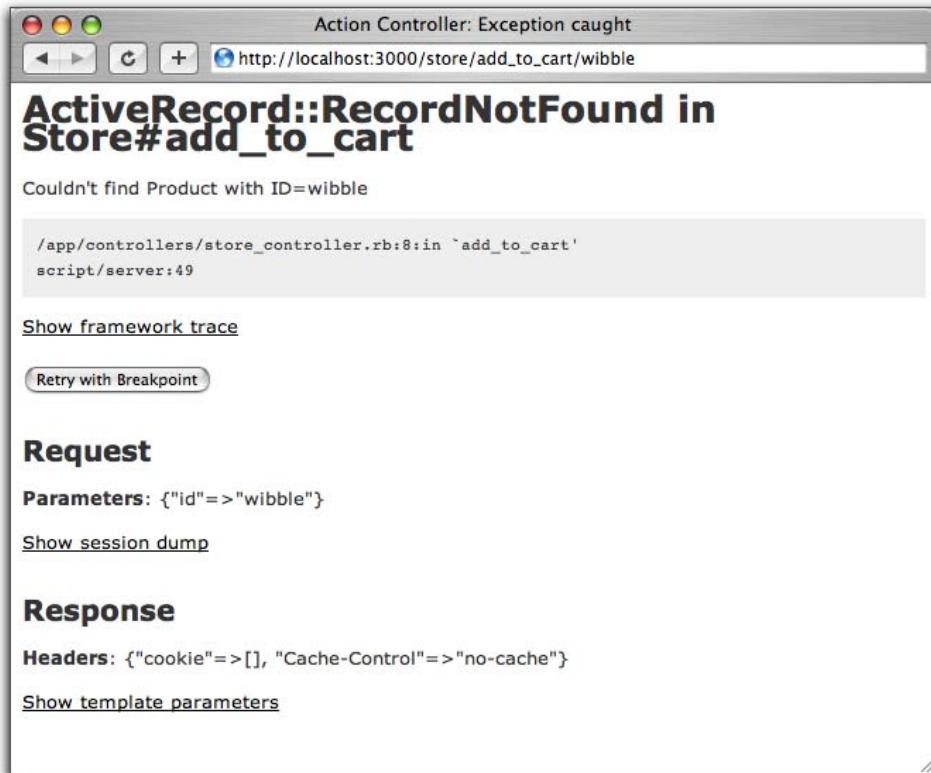 Action Controller: Exception caught
http://localhost:3000/store/add_to_cart/wibble
ActiveRecord::RecordNotFound in
Store#add_to_cart
Couldn't find Product with ID=wibble
/app/controllers/store_controller.rb:8:in `add_to_cart'
script/server:49
Show framework trace
Retry with Breakpoint
Request
Parameters: {"id"=>"wibble"}
Show session dump
Response
Headers: {"cookie"=>[], "Cache-Control"=>"no-cache"}
Show template parameters